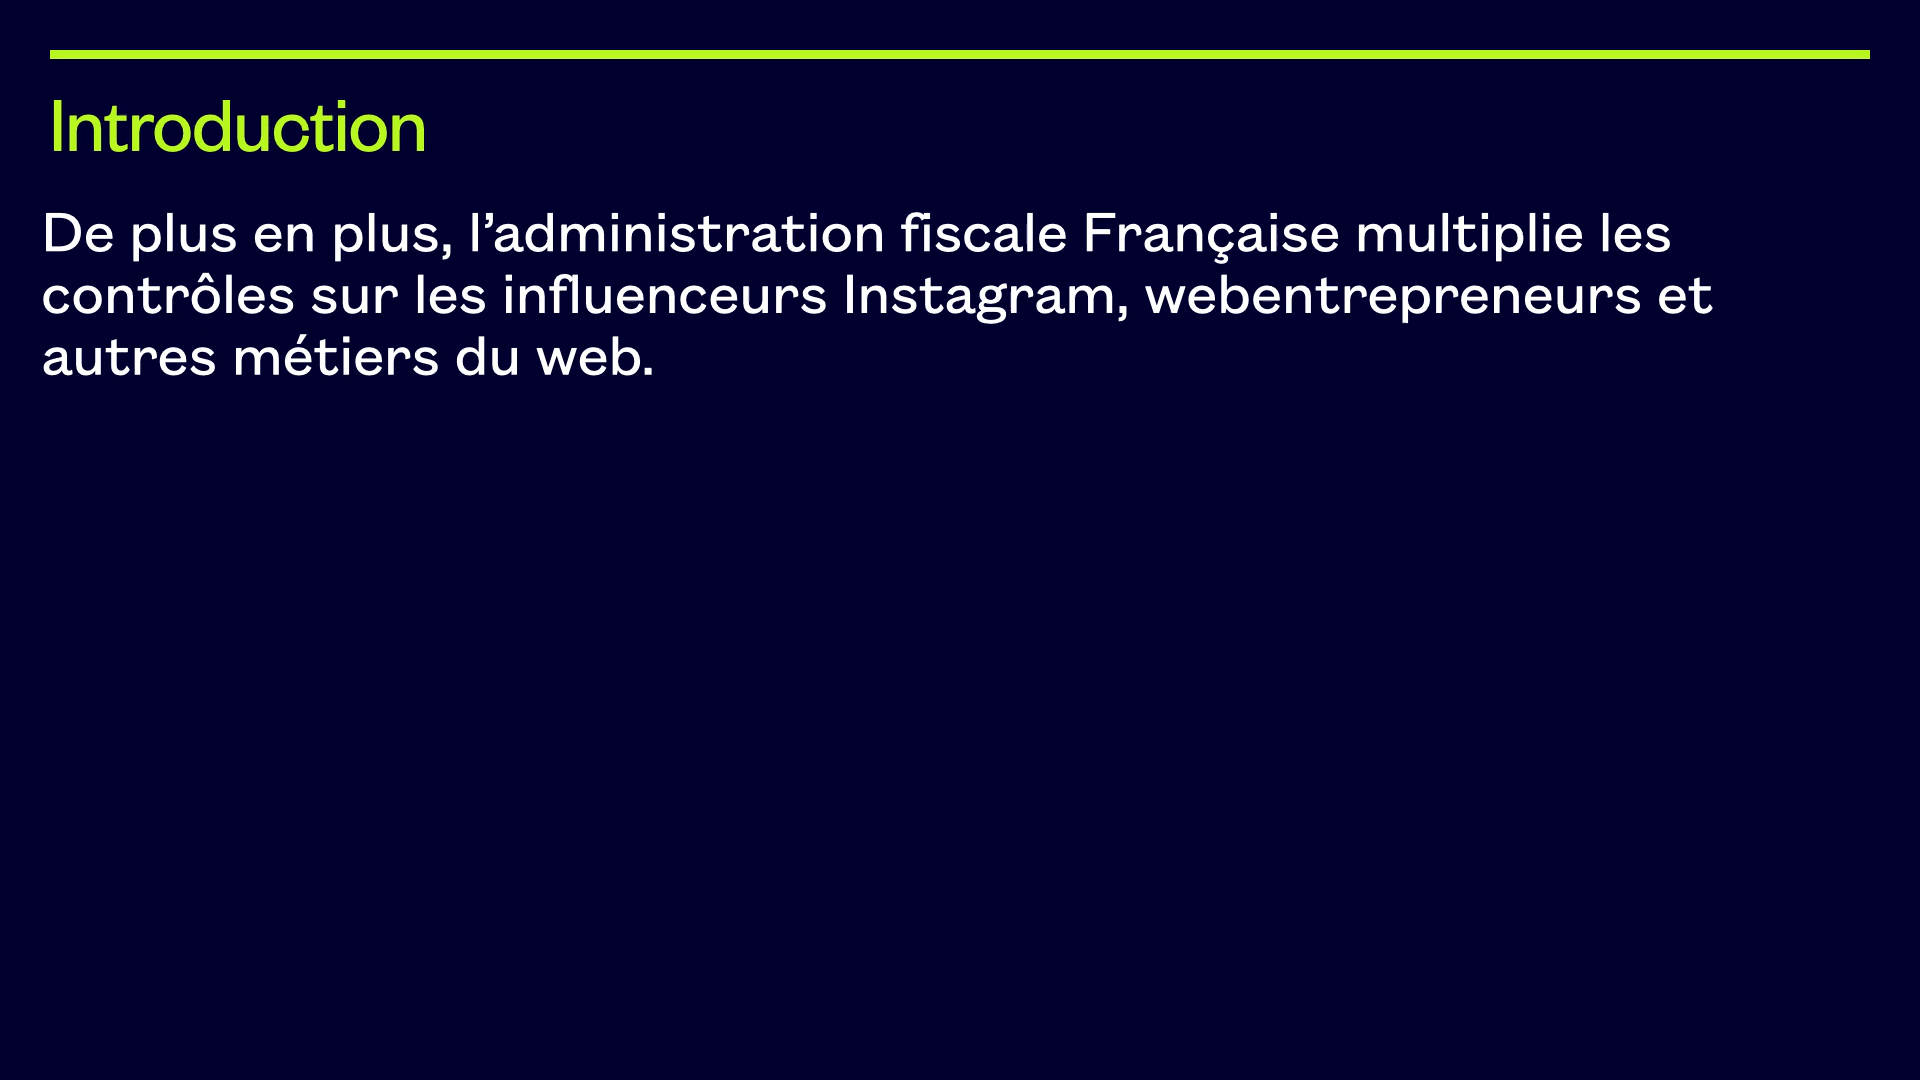 Introduction
De plus en plus, l’administration fiscale Française multiplie les
contrôles sur les influenceurs Instagram, webentrepreneurs et
autres métiers du web.